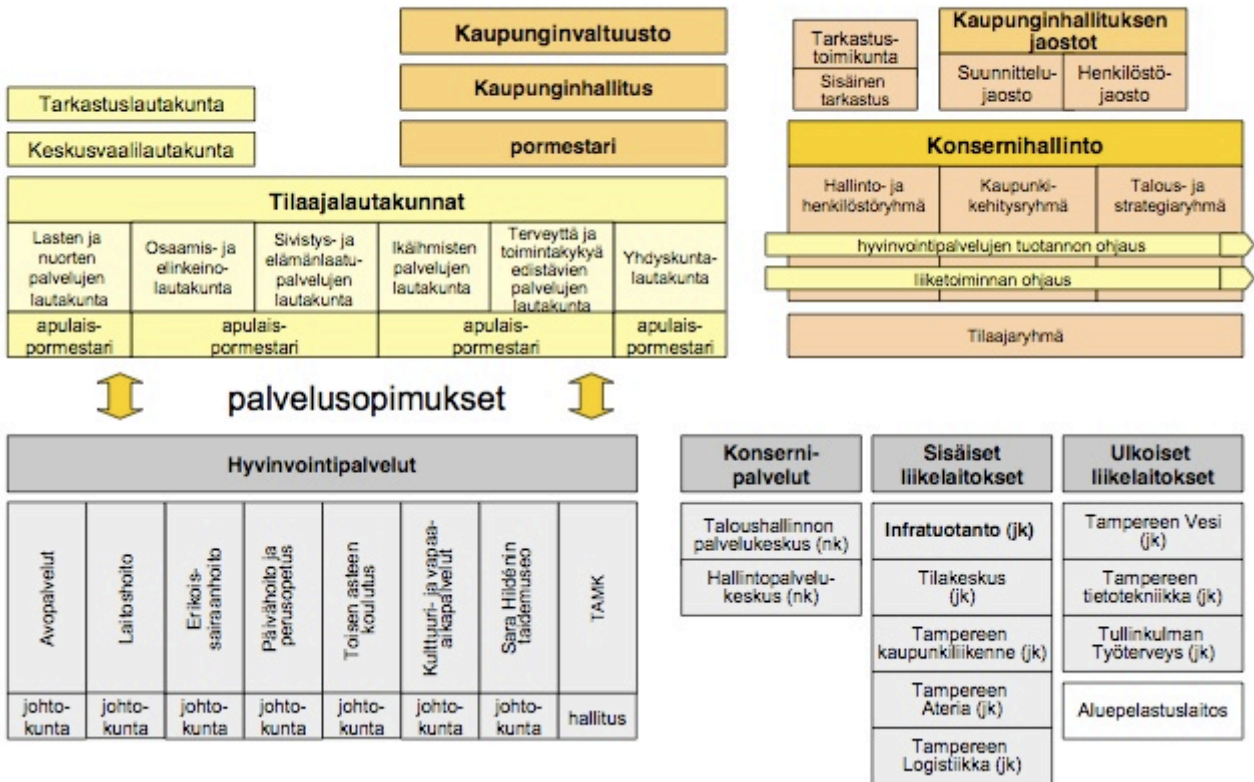 Kaupunginvaltuusto
Kaupunginhallitus
pormestari
Tarkastuslautakunta
Keskusvaalilautakunta
Tarkastus-
toimikunta
Sisäinen
tarkastus
Kaupunginhallituksen
jaostot
Suunnittelu-
jaosto
Henkilöstö-
jaosto
Tilaajalautakunnat
Lasten ja
nuorten
palvelujen
lautakunta
Osaamis- ja
elinkeino-
lautakunta
Sivistys- ja
elämänlaatu-
palvelujen
lautakunta
Ikäihmisten
palvelujen
lautakunta
Terveyttä ja
toimintakykyä
edistävien
palvelujen
lautakunta
Yhdyskunta-
lautakunta
apulais-
pormestari
apulais-
pormestari
apulais-
pormestari
apulais-
pormestari
Konsernihallinto
Hallinto- ja
henkilöstöryhmä
Kaupunki-
kehitysryhmä
Talous- ja
strategiaryhmä
hyvinvointipalvelujen tuotannon ohjaus
liiketoiminnan ohjaus
Tilaajaryhmä
palvelusopimukset
Hyvinvointipalvelut
Avopalvelut
Laitoshoito
Erikois-
sairaanhoito
Päivähoito ja
perusopetus
Toisen asteen
koulutus
Kulttuuri- ja vapaa-
aikapalvelut
Sara Hildénin
taidemuseo
TAMK
johto-
kunta
johto-
kunta
johto-
kunta
johto-
kunta
johto-
kunta
johto-
kunta
johto-
kunta
hallitus
Konserni-
palvelut
Taloushallinnon
palvelukeskus (nk)
Hallintopalvelu-
keskus (nk)
Sisäiset
liikelaitokset
Infratuotanto (jk)
Tilakeskus
(jk)
Tampereen
kaupunkiliikenne (jk)
Tampereen
Ateria (jk)
Tampereen
Logistiikka (jk)
Ulkoiset
liikelaitokset
Tampereen Vesi
(jk)
Tampereen
tietotekniikka (jk)
Tullinkulman
Työterveys (jk)
Aluepelastuslaitos